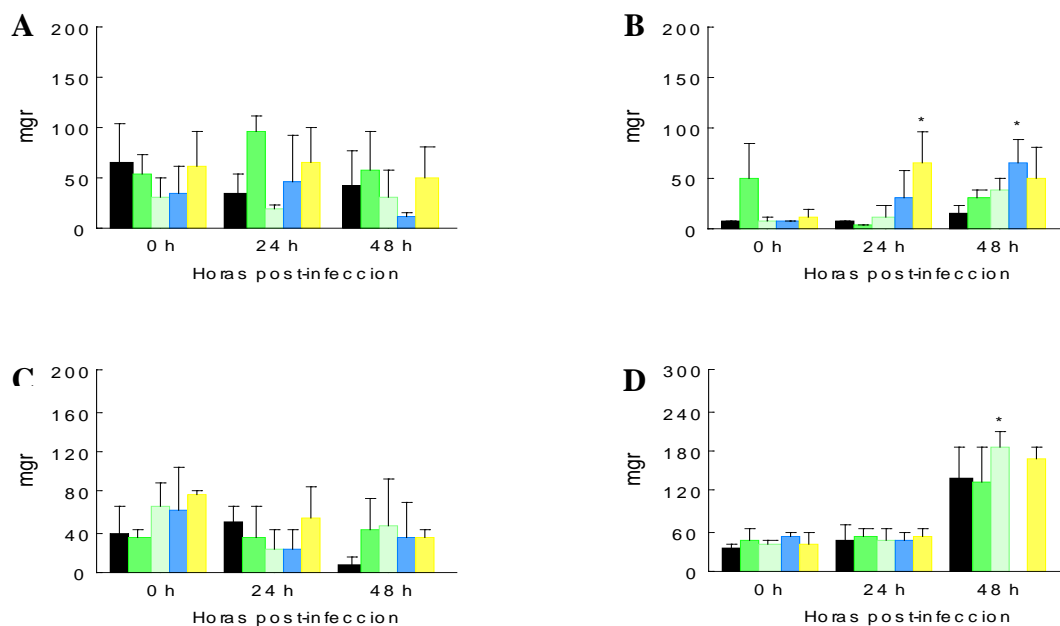 A
200
150
100
50
0
mgr
0 h 24 h 48 h
Horas post-infeccion
B
200
150
100
50
0
mgr
* *
0 h 24 h 48 h
Horas post-infeccion
C
200
160
120
80
40
0
mgr
0 h 24 h 48 h
Horas post-infeccion
D
300
240
180
120
60
0
mgr
*
0 h 24 h 48 h
Horas post-infeccion